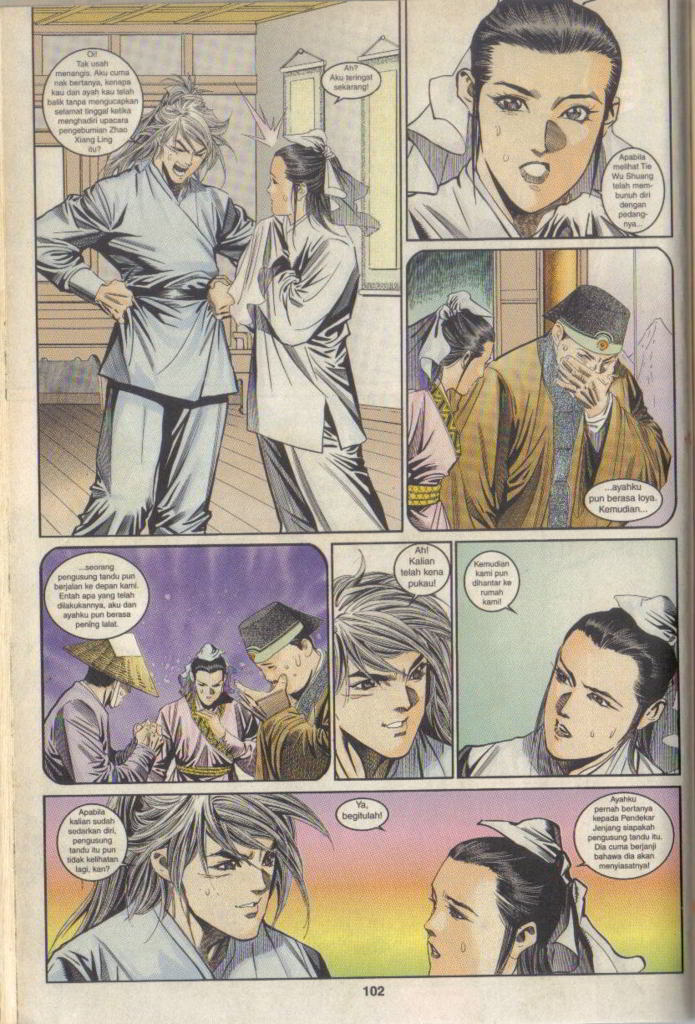 Oi!
Tak usah
menangis. Aku cuma
nak bertanya, kenapa
kau dan ayah kau telah
balik tanpa mengucapkan
selamat tinggal ketika
menghadiri upacara
pengebumian Zhao
Xiang Ling
itu?
Ah?
Aku teringat
sekarang!
Apabila
melihat Tie
Wu Shuang
telah mem-
bunuh diri
dengan
pedang-
nya...
...ayahku
pun berasa loya.
Kemudian...
...seorang
pengusung tandu pun
berjalan ke depan kami.
Entah apa yang telah
dilakukannya, aku dan
ayahku pun berasa
pening lalat.
Ah!
Kalian
telah kena
pukau!
Kemudian
kami pun
dihantar ke
rumah
kami!
Apabila
kalian sudah
sedarkan diri,
pengusung
tandu itu pun
tidak kelihatan
lagi, kan?
Ya,
begitulah!
Ayahku
pernah bertanya
kepada Pendekar
Jenjang siapakah
pengusung tandu itu.
Dia cuma berjanji
bahawa dia akan
menyiasatnya!
102